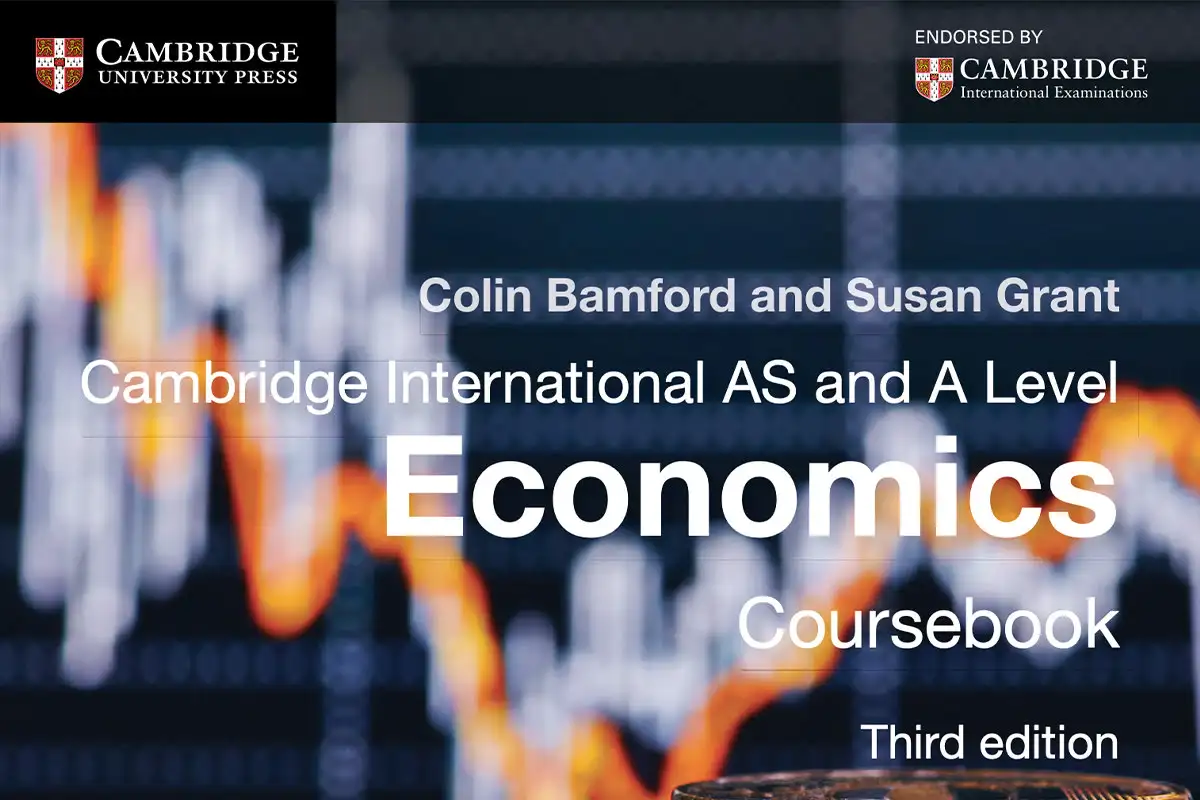 CAMBRIDGE
UNIVERSITY PRESS
ENDORSED BY
CAMBRIDGE
International Examinations
Colin Bamford and Susan Grant
Cambridge International AS and A Level
Economics
Coursebook
Third edition